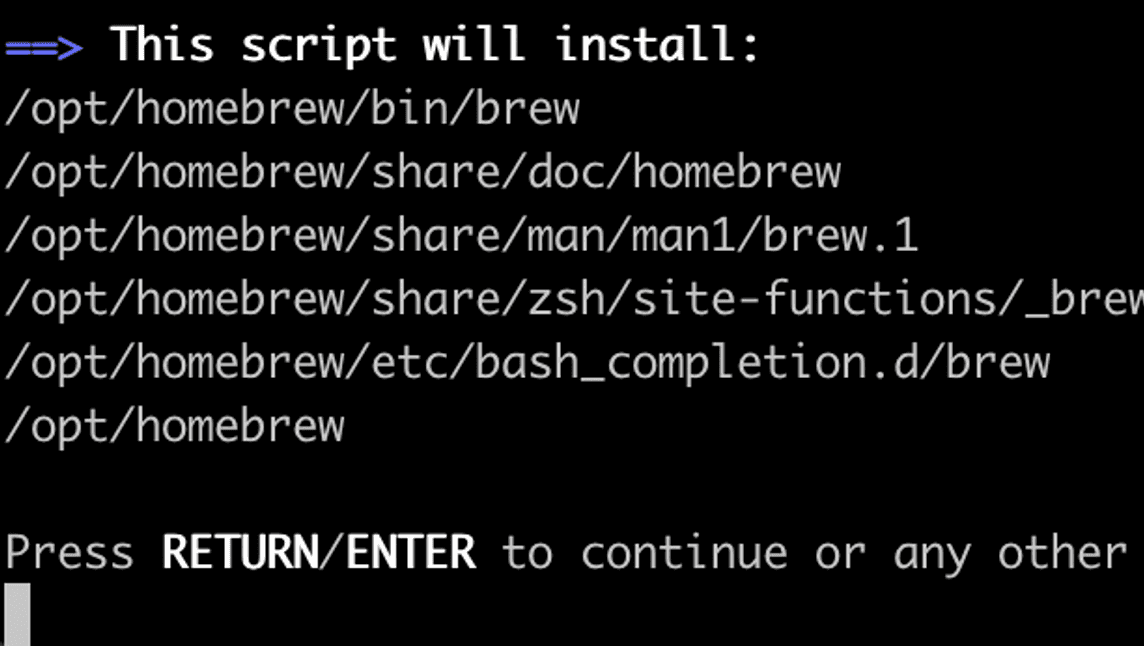 ==> This script will install:
/opt/homebrew/bin/brew
/opt/homebrew/share/doc/homebrew
/opt/homebrew/share/man/man1/brew.1
/opt/homebrew/share/zsh/site-functions/_brew
/opt/homebrew/etc/bash_completion.d/brew
/opt/homebrew
Press RETURN/ENTER to continue or any other